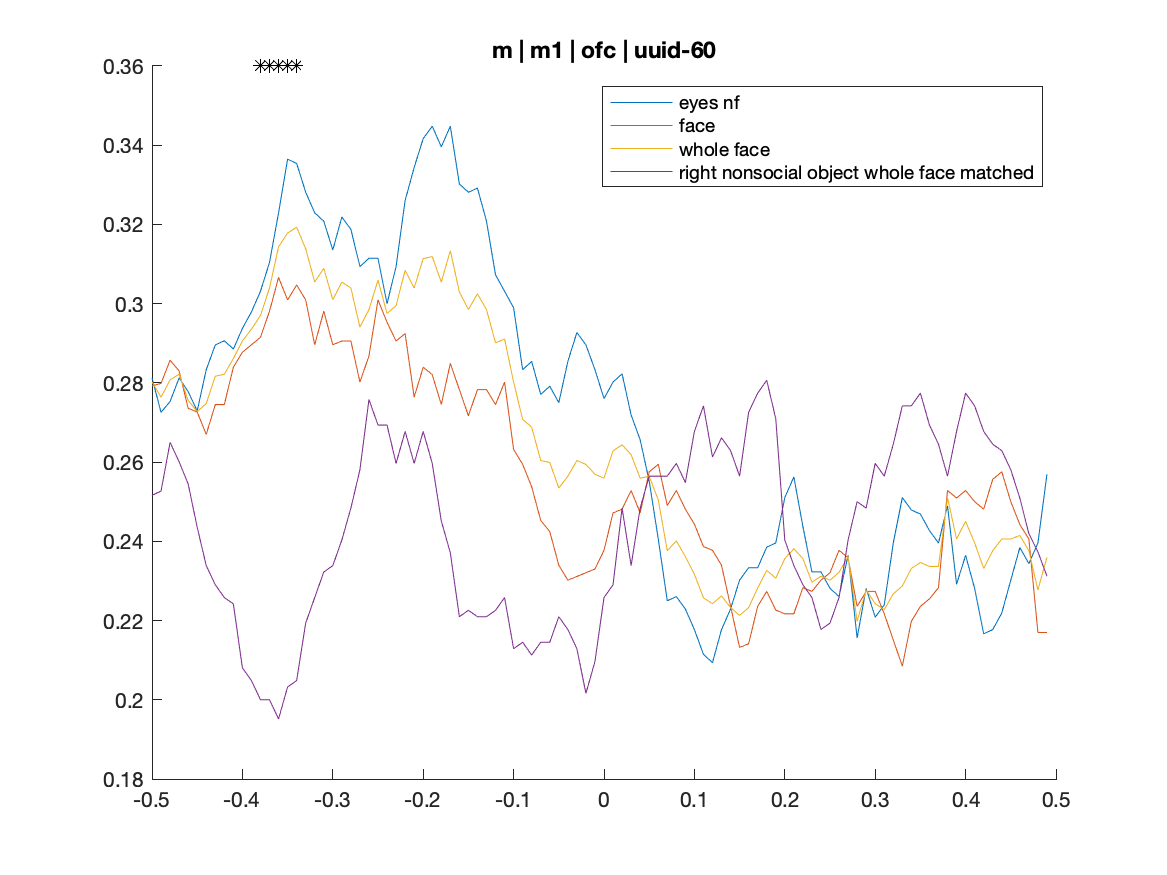 m | m1 | ofc | uuid-60
eyes nf
face
whole face
right nonsocial object whole face matched
0.36
0.34
0.32
0.3
0.28
0.26
0.24
0.22
0.2
0.18
-0.5 -0.4 -0.3 -0.2 -0.1 0 0.1 0.2 0.3 0.4 0.5